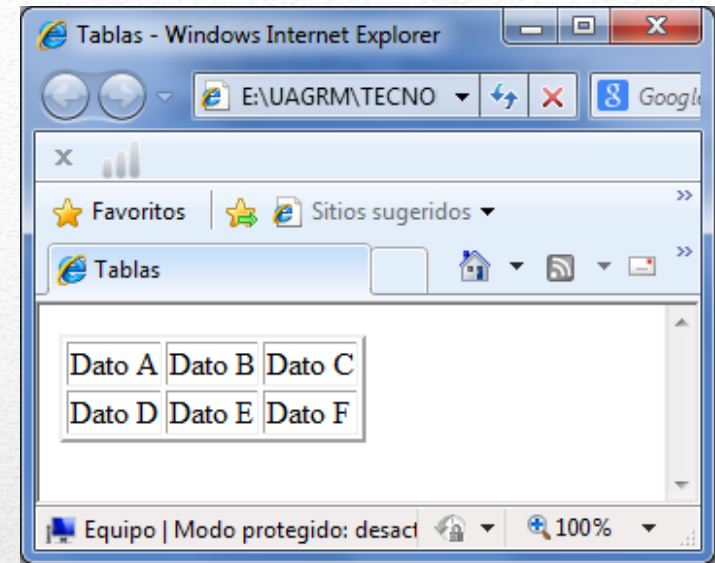 Tablas - Windows Internet Explorer
E:\UAGRM\TECNO
Google
Favoritos
Sitios sugeridos
Tablas
Dato A Dato B Dato C
Dato D Dato E Dato F
Equipo | Modo protegido: desact
100%